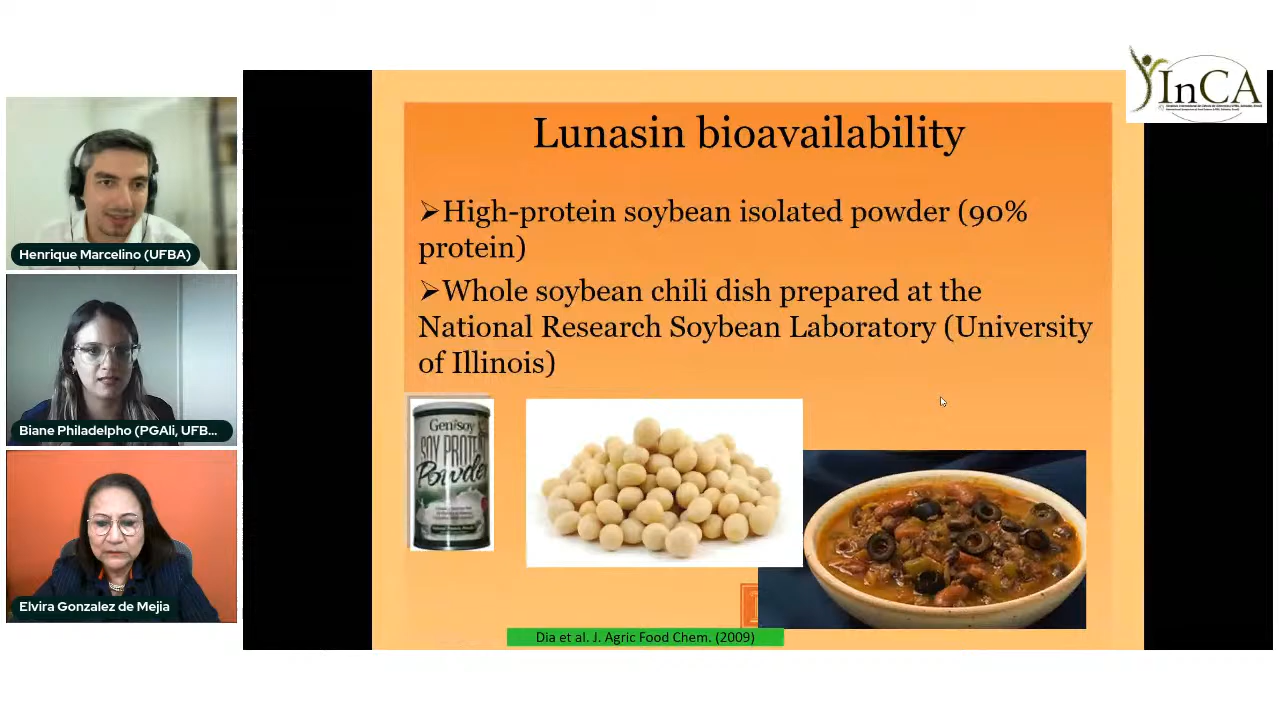 InCA
Henrique Marcelino (UFBA)
Biane Philadelpho (PGAli, UFB...
Elvira Gonzalez de Mejia
Lunasin bioavailability
➢High-protein soybean isolated powder (90%
protein)
➢Whole soybean chili dish prepared at the
National Research Soybean Laboratory (University
of Illinois)
Genisoy
SOY PROTEIN
Powder
Dia et al. J. Agric Food Chem. (2009)